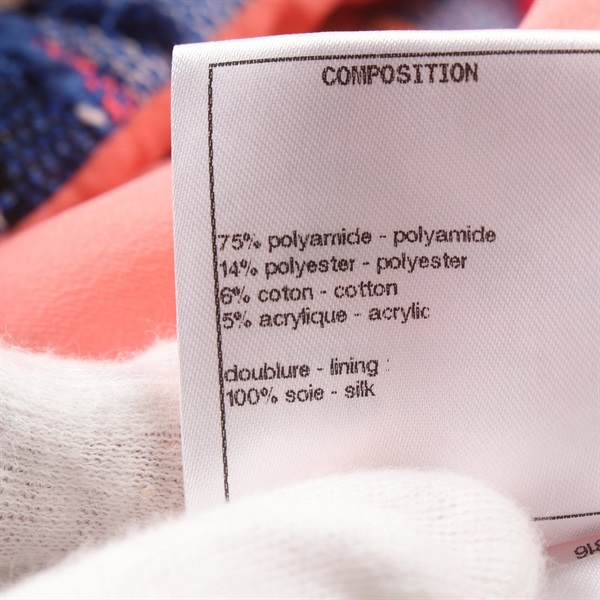 COMPOSITION
75% polyamide - polyamide
14% polyester - polyester
6% coton - cotton
5% acrylique - acrylic
doublure - lining :
100% soie - silk